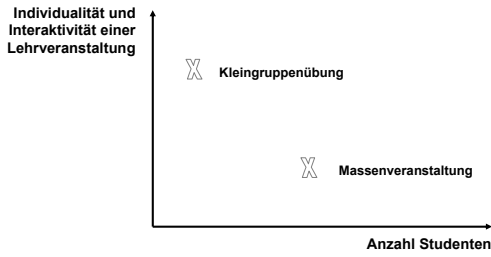 Individualität und
Interaktivität einer
Lehrveranstaltung
X Kleingruppenübung
X Massenveranstaltung
Anzahl Studenten